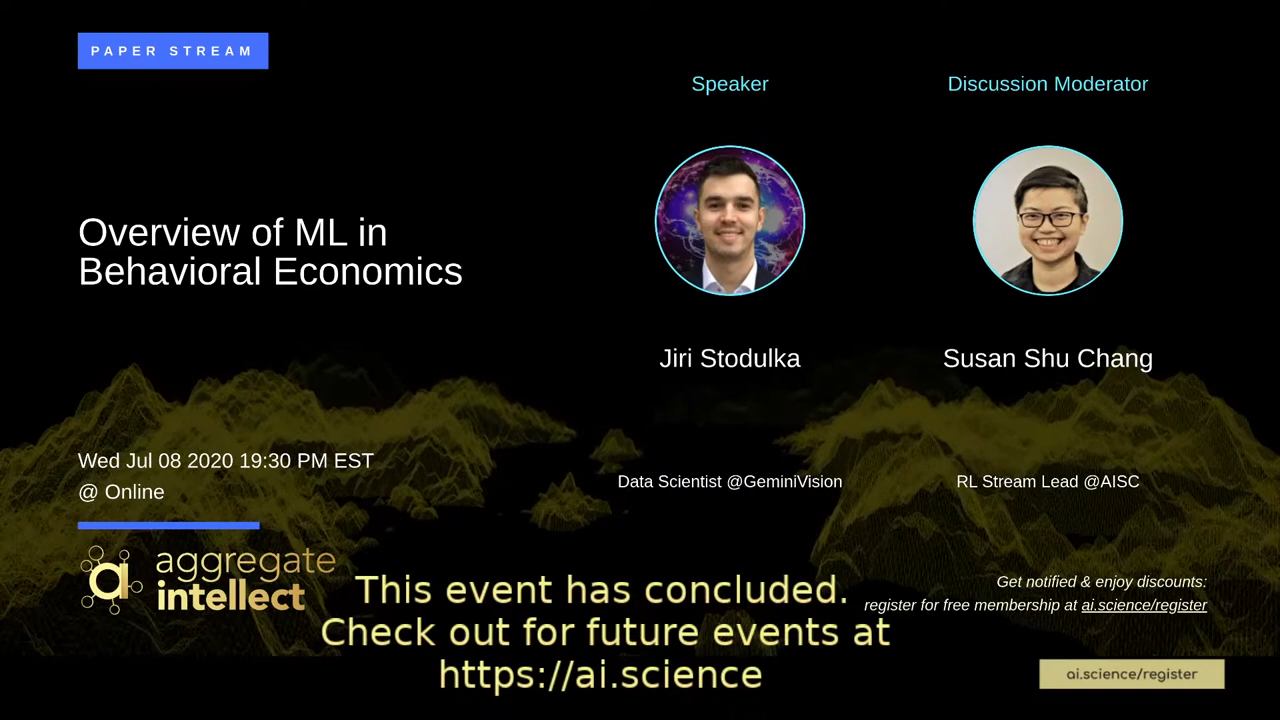 PAPER STREAM
Speaker
Discussion Moderator
Overview of ML in
Behavioral Economics
Jiri Stodulka
Susan Shu Chang
Wed Jul 08 2020 19:30 PM EST
@ Online
Data Scientist @GeminiVision
RL Stream Lead @AISC
a
aggregate
intellect
This event has concluded.
Check out for future events at
https://ai.science
Get notified & enjoy discounts:
register for free membership at ai.science/register
ai.science/register